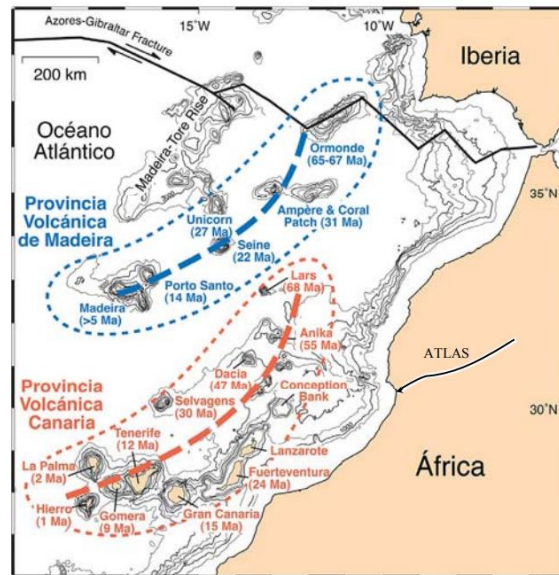 15°W
10°W
Azores-Gibraltar Fracture
Iberia
200 km
Océano
Atlántico
Madeira-Tore Rise
Ormonde
(65-67 Ma)
35°N
Provincia
Volcánica
de Madeira
Unicorn
(27 Ma)
Ampère & Coral
Patch (31 Ma)
Seine
(22 Ma)
Lars
(68 Ma)
Porto Santo
(14 Ma)
Madeira
(>5 Ma)
Anika
(55 Ma)
ATLAS
Dacia
(47 Ma)
Provincia
Volcánica
Canaria
Selvagens
(30 Ma)
Conception
Bank
30°N
1000
Tenerife
(12 Ma)
Lanzarote
La Palma
(2 Ma)
África
Fuerteventura
(24 Ma)
Hierro
(1 Ma)
Gomera
(9 Ma)
Gran Canaria
(15 Ma)